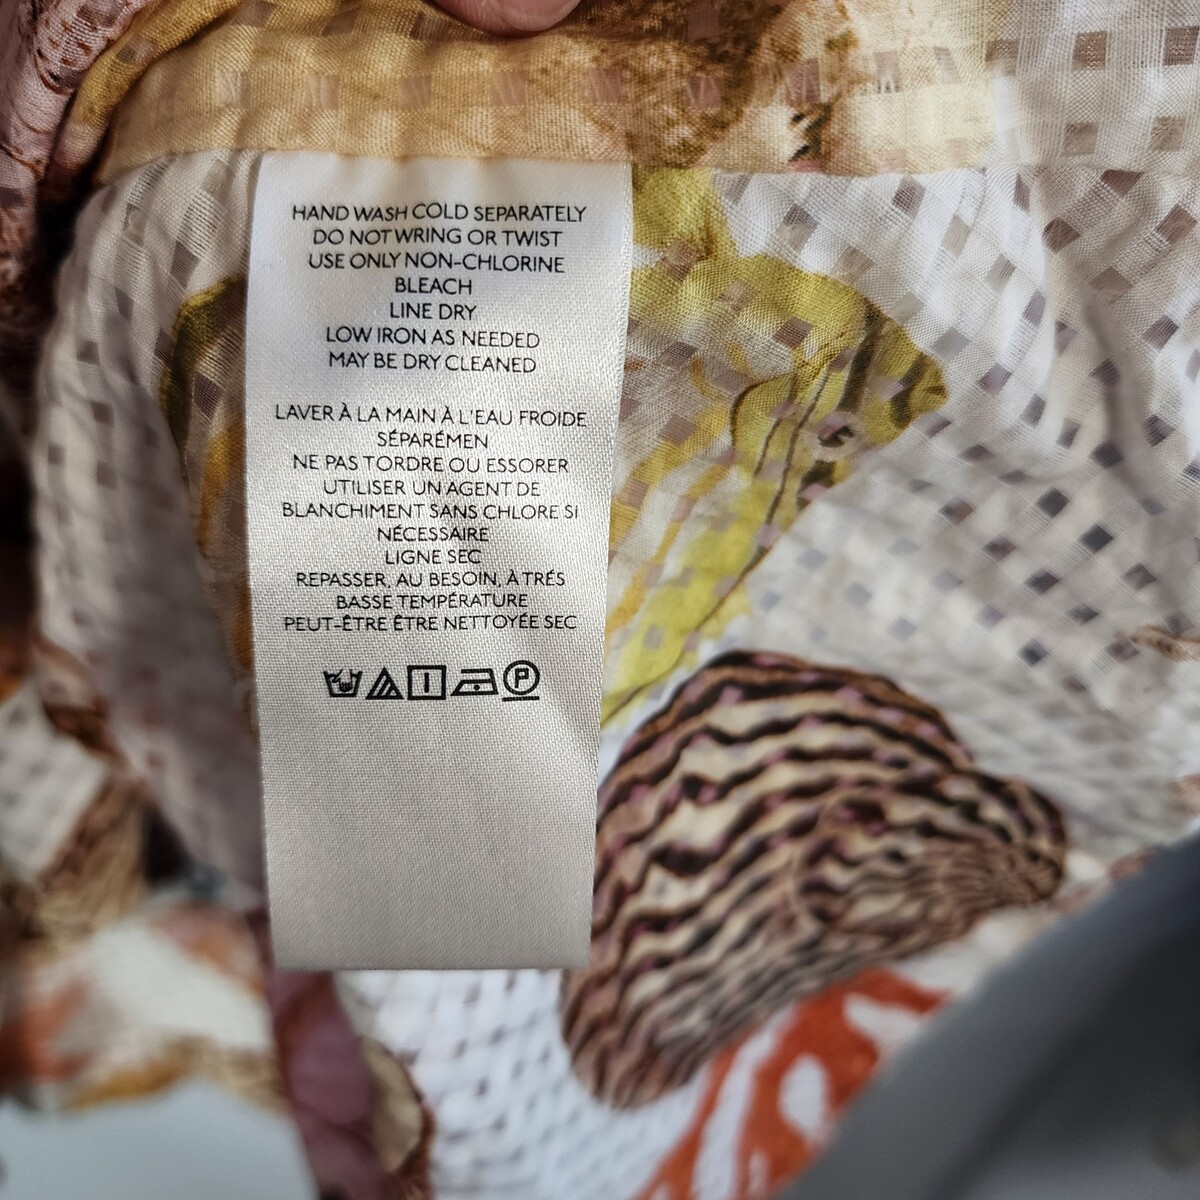 HAND WASH COLD SEPARATELY
DO NOT WRING OR TWIST
USE ONLY NON-CHLORINE
BLEACH
LINE DRY
LOW IRON AS NEEDED
MAY BE DRY CLEANED
LAVER À LA MAIN À L'EAU FROIDE
SÉPARÉMEN
NE PAS TORDRE OU ESSORER
UTILISER UN AGENT DE
BLANCHIMENT SANS CHLORE SI
NÉCESSAIRE
LIGNE SEC
REPASSER, AU BESOIN, À TRÉS
BASSE TEMPÉRATURE
PEUT-ÊTRE ÊTRE NETTOYÉE SEC
P